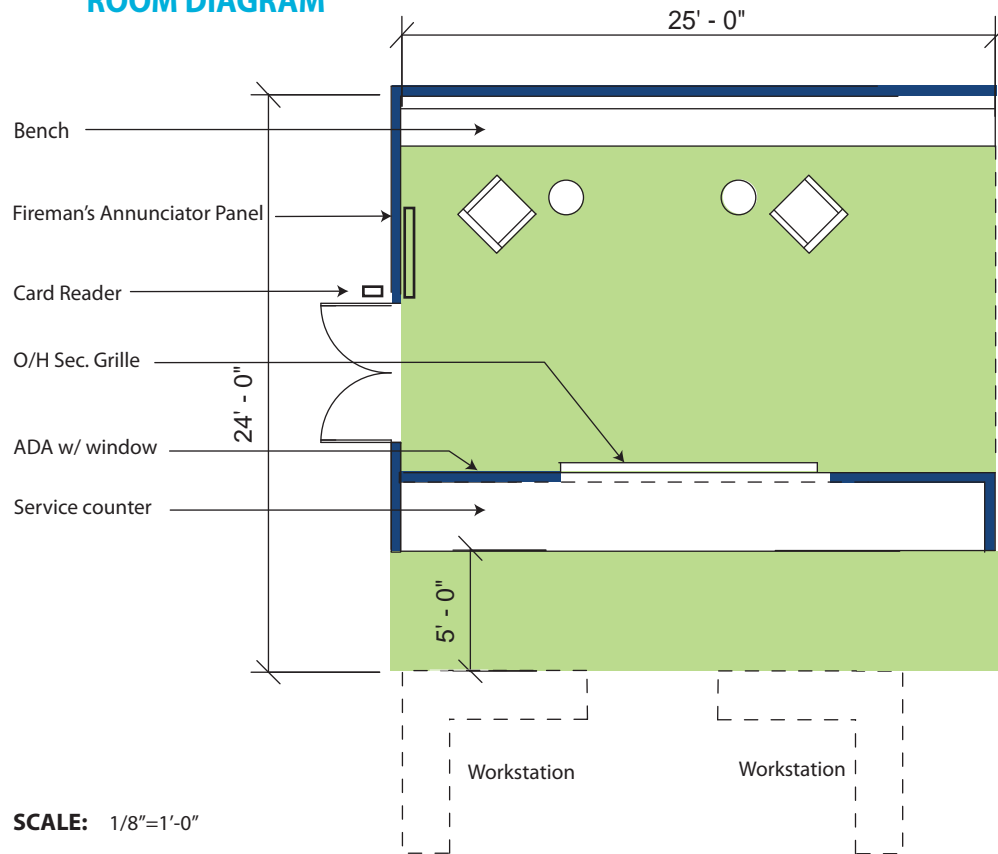 ROOM DIAGRAM
25' - 0"
Bench
Fireman's Annunciator Panel
Card Reader
O/H Sec. Grille
24' - 0"
ADA w/ window
Service counter
5' - 0"
Workstation
Workstation
SCALE: 1/8"=1'-0"